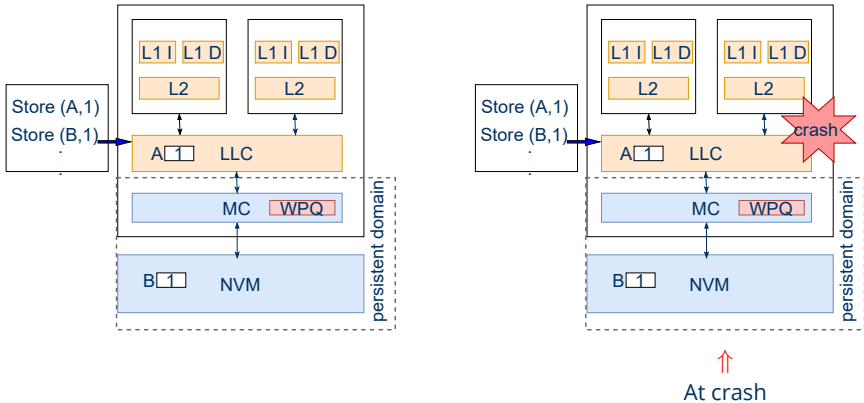 L1 I L1 D L1 I L1 D
L2 L2
Store (A,1)
Store (B,1)
.
.
A 1 LLC
MC WPQ
B 1 NVM
persistent domain
L1 I L1 D L1 I L1 D
L2 L2
Store (A,1)
Store (B,1)
.
.
crash
A 1 LLC
MC WPQ
B 1 NVM
persistent domain
⇑
At crash